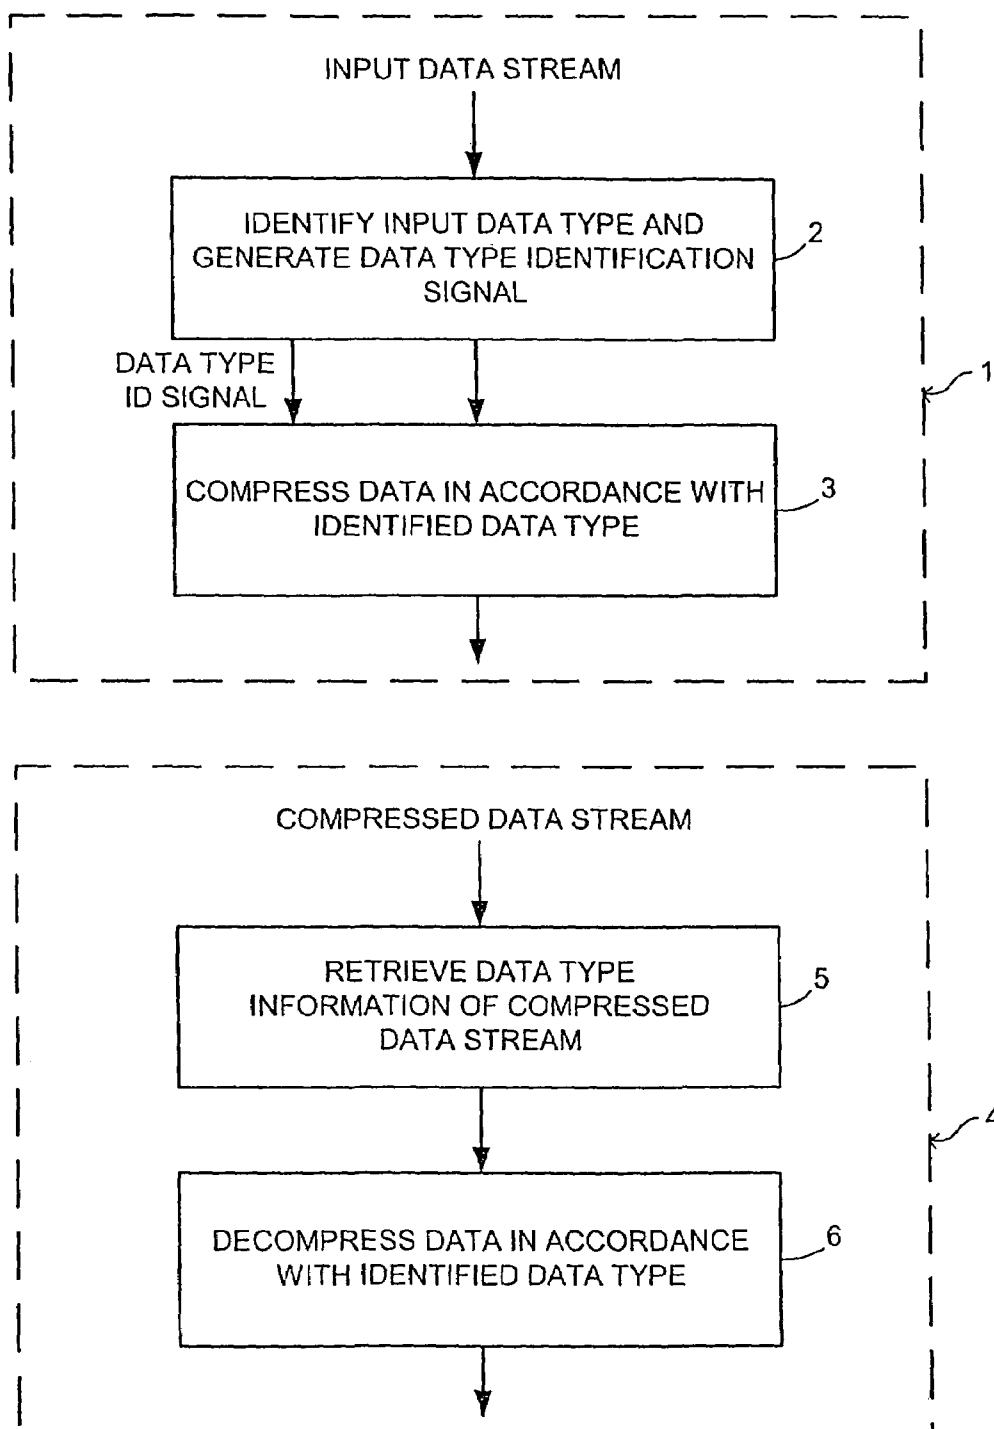 INPUT DATA STREAM
IDENTIFY INPUT DATA TYPE AND
GENERATE DATA TYPE IDENTIFICATION
SIGNAL
2
DATA TYPE
ID SIGNAL
1
COMPRESS DATA IN ACCORDANCE WITH
IDENTIFIED DATA TYPE
3
COMPRESSED DATA STREAM
RETRIEVE DATA TYPE
INFORMATION OF COMPRESSED
DATA STREAM
5
4
DECOMPRESS DATA IN ACCORDANCE
WITH IDENTIFIED DATA TYPE
6